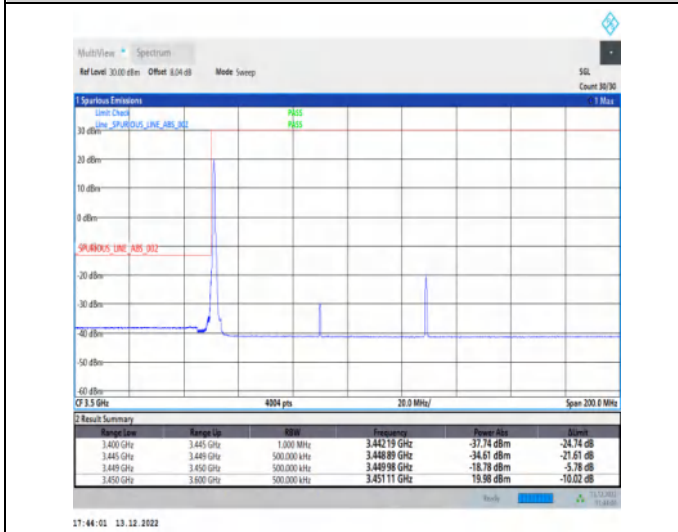 MultiView Spectrum
Ref Level 30.00 dBm Offset 8.04 dB Mode Sweep SGL
Count 30/30
1 Spurious Emissions 1 Max
Limit Check PASS
Line _SPURIOUS_LINE_ABS_002 PASS
30 dBm
20 dBm
10 dBm
0 dBm
_SPURIOUS_LINE_ABS_002
-20 dBm
-30 dBm
-40 dBm
-50 dBm
-60 dBm
CF 3.5 GHz 4004 pts 20.0 MHz/ Span 200.0 MHz
2 Result Summary
Range Low Range Up RBW Frequency Power Abs ΔLimit
3.400 GHz 3.445 GHz 1.000 MHz 3.44219 GHz -37.74 dBm -24.74 dB
3.445 GHz 3.449 GHz 500.000 kHz 3.44889 GHz -34.61 dBm -21.61 dB
3.449 GHz 3.450 GHz 500.000 kHz 3.44998 GHz -18.78 dBm -5.78 dB
3.450 GHz 3.600 GHz 500.000 kHz 3.45111 GHz 19.98 dBm -10.02 dB
Ready
17:44:01 13.12.2022